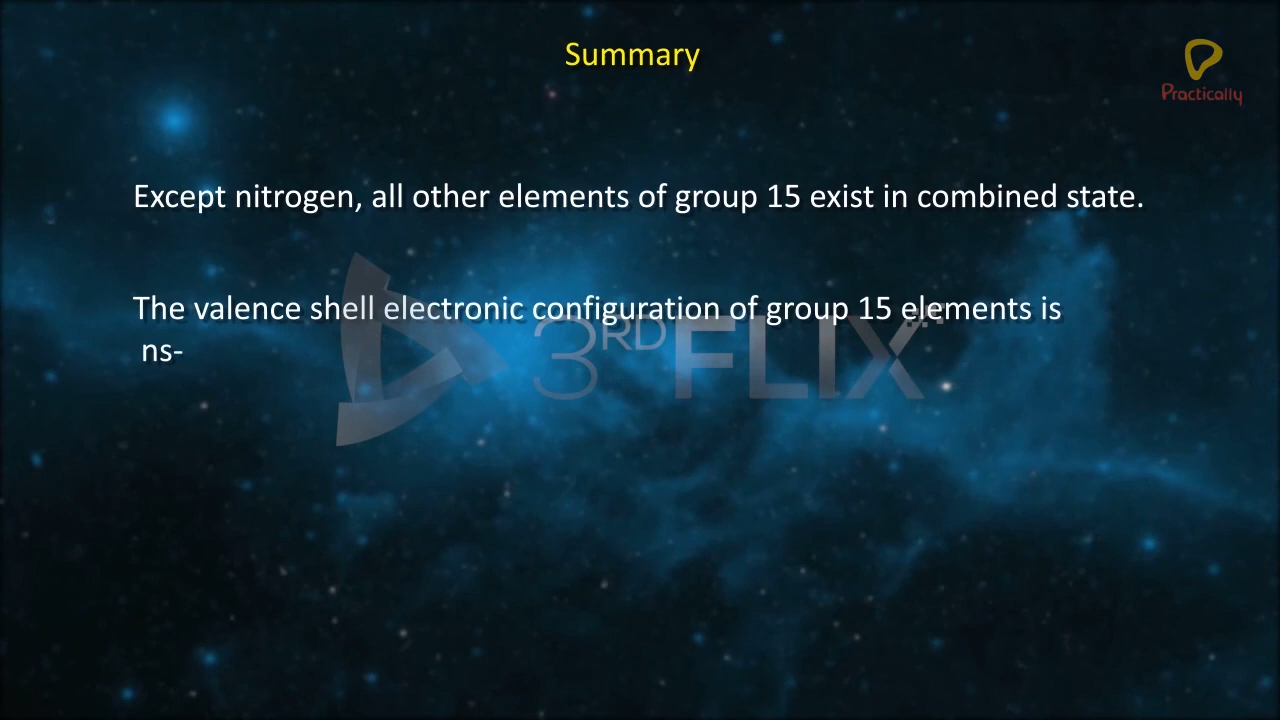 Summary
Practically
Except nitrogen, all other elements of group 15 exist in combined state.
The valence shell electronic configuration of group 15 elements is
ns-
3RD FLIX